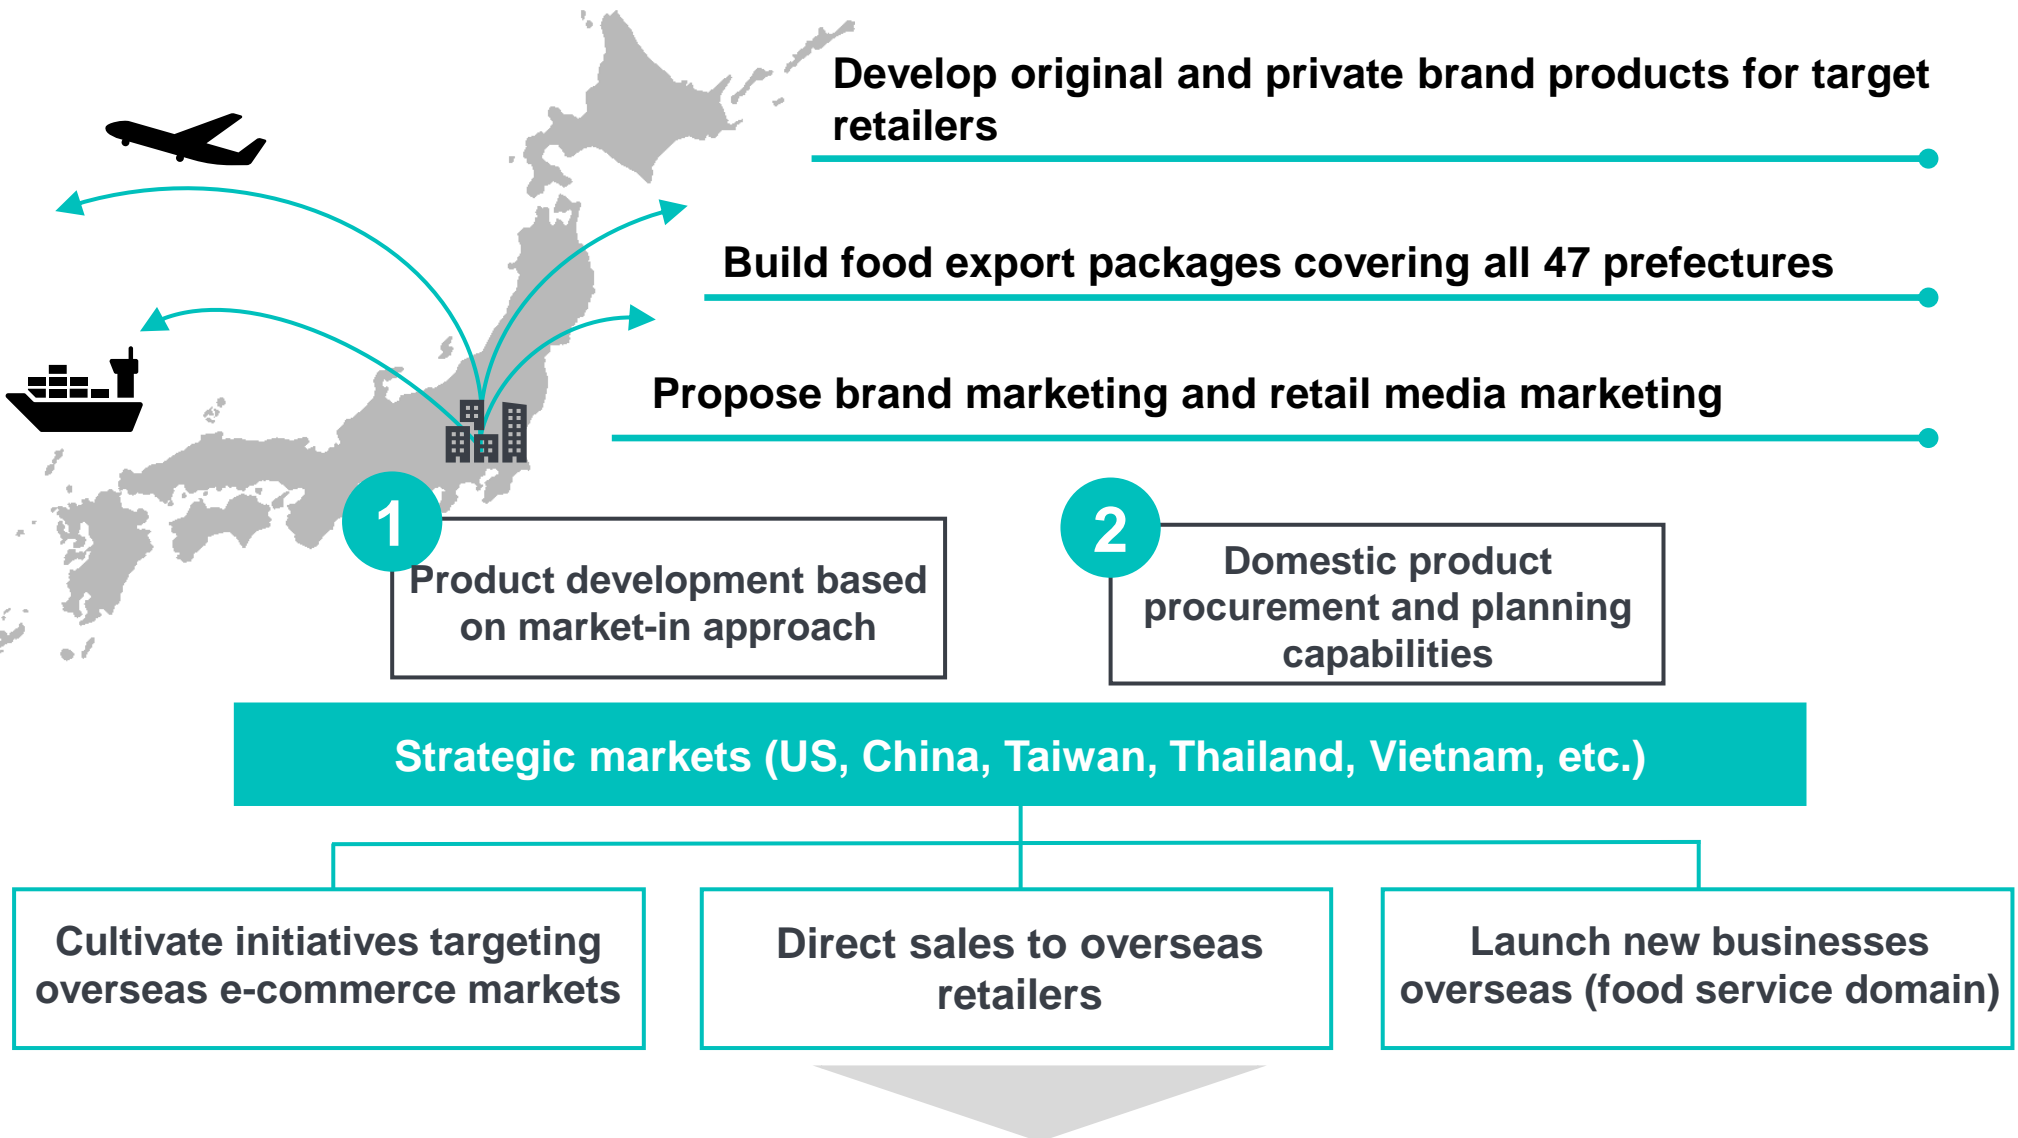 Develop original and private brand products for target
retailers
Build food export packages covering all 47 prefectures
Propose brand marketing and retail media marketing
1
Product development based
on market-in approach
2
Domestic product
procurement and planning
capabilities
Strategic markets (US, China, Taiwan, Thailand, Vietnam, etc.)
Cultivate initiatives targeting
overseas e-commerce markets
Direct sales to overseas
retailers
Launch new businesses
overseas (food service domain)